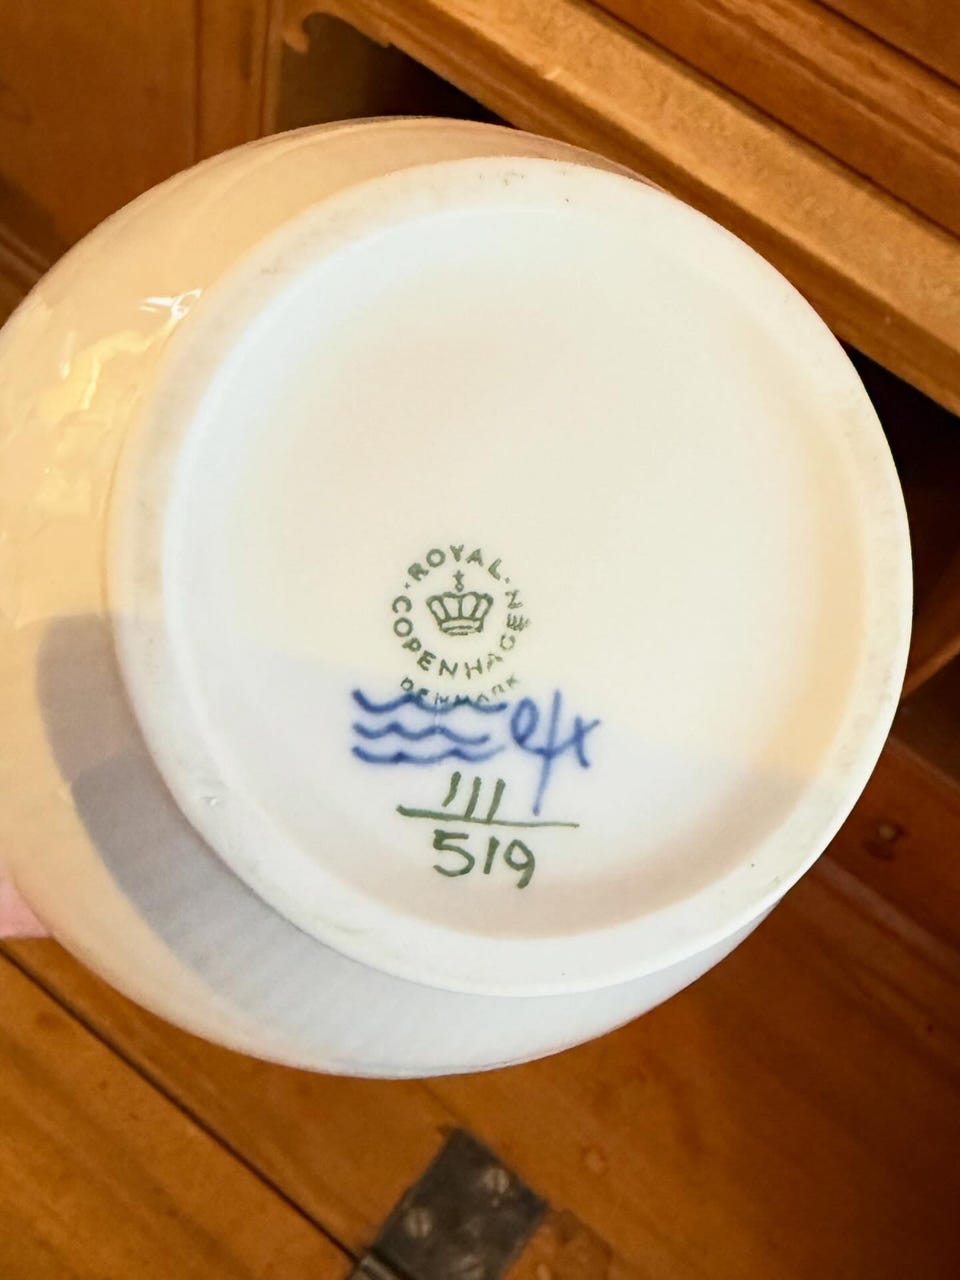 ROYAL
COPENHAGEN
DENMARK
111
519